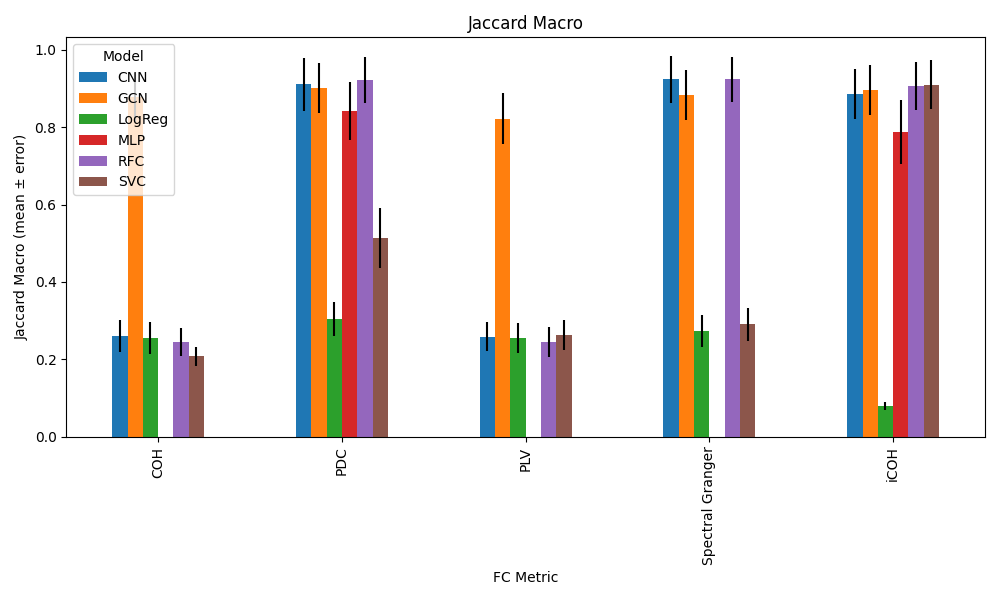 Jaccard Macro
Jaccard Macro (mean ± error)
1.0
0.8
0.6
0.4
0.2
0.0
Model
CNN
GCN
LogReg
MLP
RFC
SVC
COH
PDC
PLV
Spectral Granger
iCOH
FC Metric